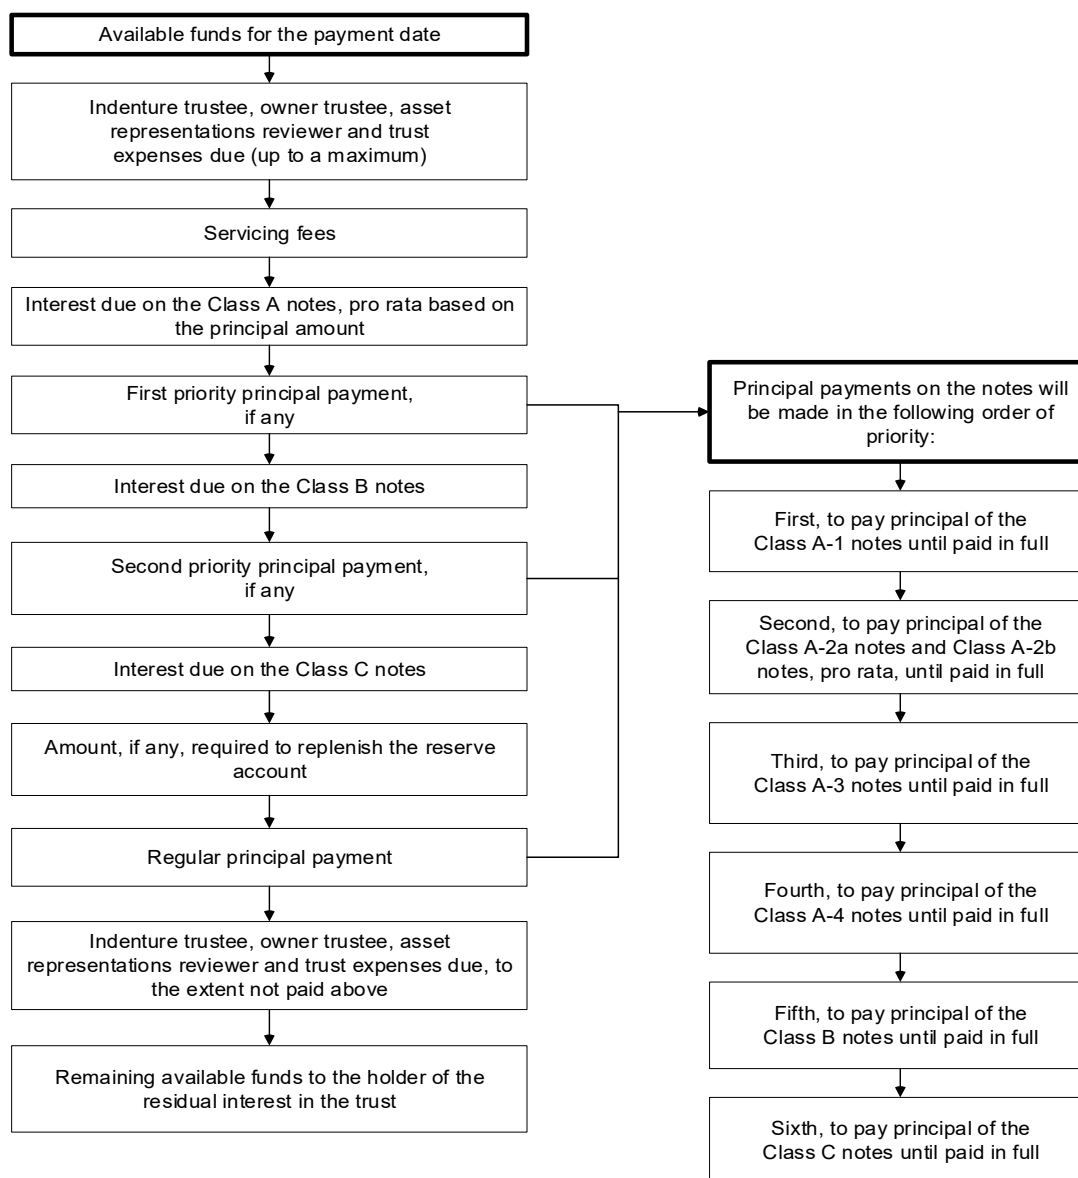 Available funds for the payment date
Indenture trustee, owner trustee, asset
representations reviewer and trust
expenses due (up to a maximum)
Servicing fees
Interest due on the Class A notes, pro rata based on
the principal amount
First priority principal payment,
if any
Interest due on the Class B notes
Second priority principal payment,
if any
Interest due on the Class C notes
Amount, if any, required to replenish the reserve
account
Regular principal payment
Indenture trustee, owner trustee, asset
representations reviewer and trust expenses due, to
the extent not paid above
Remaining available funds to the holder of the
residual interest in the trust
Principal payments on the notes will
be made in the following order of
priority:
First, to pay principal of the
Class A-1 notes until paid in full
Second, to pay principal of the
Class A-2a notes and Class A-2b
notes, pro rata, until paid in full
Third, to pay principal of the
Class A-3 notes until paid in full
Fourth, to pay principal of the
Class A-4 notes until paid in full
Fifth, to pay principal of the
Class B notes until paid in full
Sixth, to pay principal of the
Class C notes until paid in full